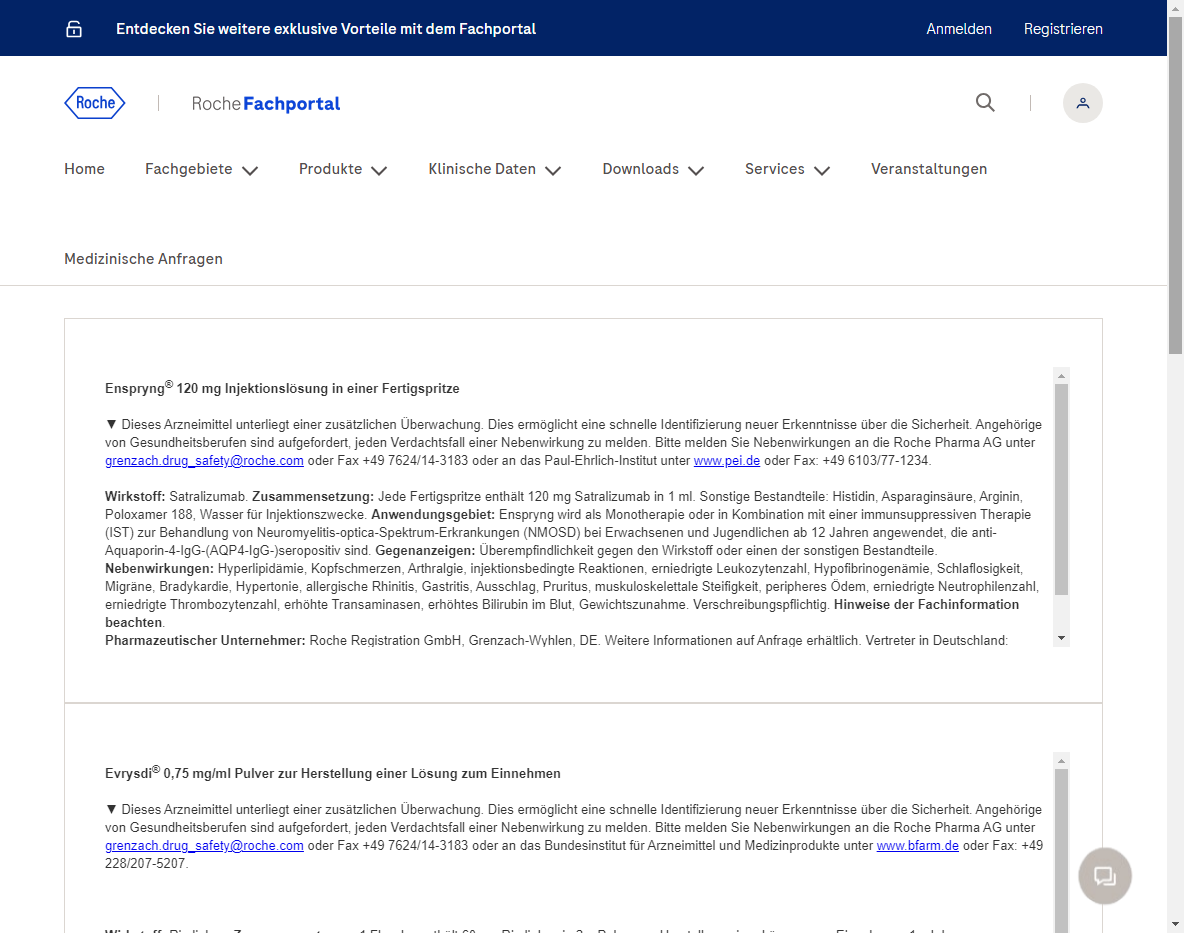 Entdecken Sie weitere exklusive Vorteile mit dem Fachportal
Anmelden Registrieren
Roche
Roche Fachportal
Home Fachgebiete Produkte Klinische Daten Downloads Services Veranstaltungen
Medizinische Anfragen
Enspryng® 120 mg Injektionslösung in einer Fertigspritze
▼ Dieses Arzneimittel unterliegt einer zusätzlichen Überwachung. Dies ermöglicht eine schnelle Identifizierung neuer Erkenntnisse über die Sicherheit. Angehörige
von Gesundheitsberufen sind aufgefordert, jeden Verdachtsfall einer Nebenwirkung zu melden. Bitte melden Sie Nebenwirkungen an die Roche Pharma AG unter
grenzach.drug_safety@roche.com oder Fax +49 7624/14-3183 oder an das Paul-Ehrlich-Institut unter www.pei.de oder Fax: +49 6103/77-1234.
Wirkstoff: Satralizumab. Zusammensetzung: Jede Fertigspritze enthält 120 mg Satralizumab in 1 ml. Sonstige Bestandteile: Histidin, Asparaginsäure, Arginin,
Poloxamer 188, Wasser für Injektionszwecke. Anwendungsgebiet: Enspryng wird als Monotherapie oder in Kombination mit einer immunsuppressiven Therapie
(IST) zur Behandlung von Neuromyelitis-optica-Spektrum-Erkrankungen (NMOSD) bei Erwachsenen und Jugendlichen ab 12 Jahren angewendet, die anti-
Aquaporin-4-IgG-(AQP4-IgG-)seropositiv sind. Gegenanzeigen: Überempfindlichkeit gegen den Wirkstoff oder einen der sonstigen Bestandteile.
Nebenwirkungen: Hyperlipidämie, Kopfschmerzen, Arthralgie, injektionsbedingte Reaktionen, erniedrigte Leukozytenzahl, Hypofibrinogenämie, Schlaflosigkeit,
Migräne, Bradykardie, Hypertonie, allergische Rhinitis, Gastritis, Ausschlag, Pruritus, muskuloskelettale Steifigkeit, peripheres Ödem, erniedrigte Neutrophilenzahl,
erniedrigte Thrombozytenzahl, erhöhte Transaminasen, erhöhtes Bilirubin im Blut, Gewichtszunahme. Verschreibungspflichtig. Hinweise der Fachinformation
beachten.
Pharmazeutischer Unternehmer: Roche Registration GmbH, Grenzach-Wyhlen, DE. Weitere Informationen auf Anfrage erhältlich. Vertreter in Deutschland:
Evrysdi® 0,75 mg/ml Pulver zur Herstellung einer Lösung zum Einnehmen
▼ Dieses Arzneimittel unterliegt einer zusätzlichen Überwachung. Dies ermöglicht eine schnelle Identifizierung neuer Erkenntnisse über die Sicherheit. Angehörige
von Gesundheitsberufen sind aufgefordert, jeden Verdachtsfall einer Nebenwirkung zu melden. Bitte melden Sie Nebenwirkungen an die Roche Pharma AG unter
grenzach.drug_safety@roche.com oder Fax +49 7624/14-3183 oder an das Bundesinstitut für Arzneimittel und Medizinprodukte unter www.bfarm.de oder Fax: +49
228/207-5207.